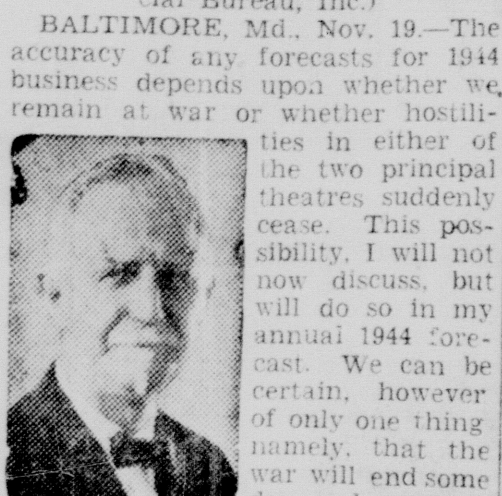 cial Bureau, Inc.)
BALTIMORE, Md., Nov. 19.—The
accuracy of any forecasts for 1944
business depends upon whether we
remain at war or whether hostili-
ties in either of
the two principal
theatres suddenly
cease. This pos-
sibility, I will not
now discuss, but
will do so in my
annual 1944 fore-
cast. We can be
certain, however
of only one thing
namely, that the
war will end some